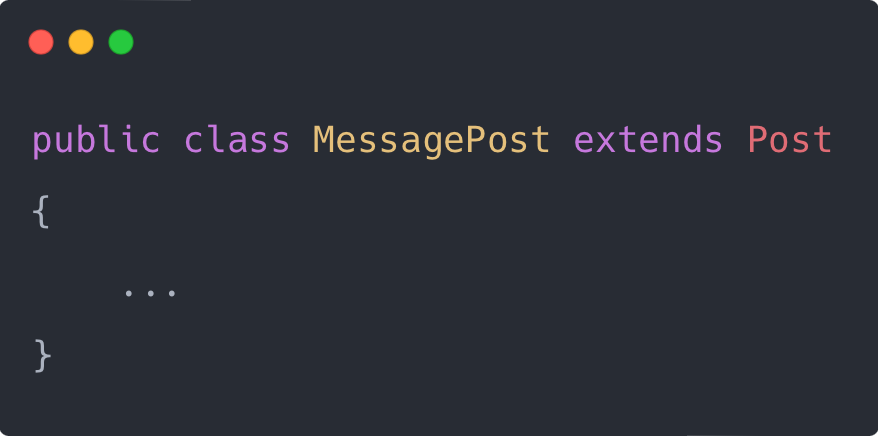 public class MessagePost extends Post
{
    ...
}